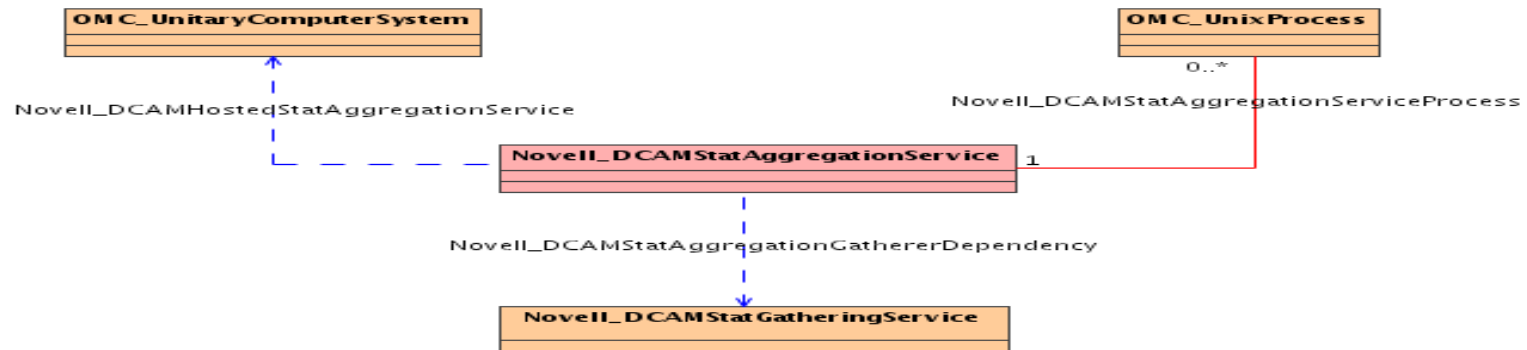 OMC_UnitaryComputerSystem
OMC_UnixProcess
0..*
Novell_DCAMHostedStatAggregationService
Novell_DCAMStatAggregationServiceProcess
Novell_DCAMStatAggregationService
1
Novell_DCAMStatAggregationGathererDependency
Novell_DCAMStatGatheringService